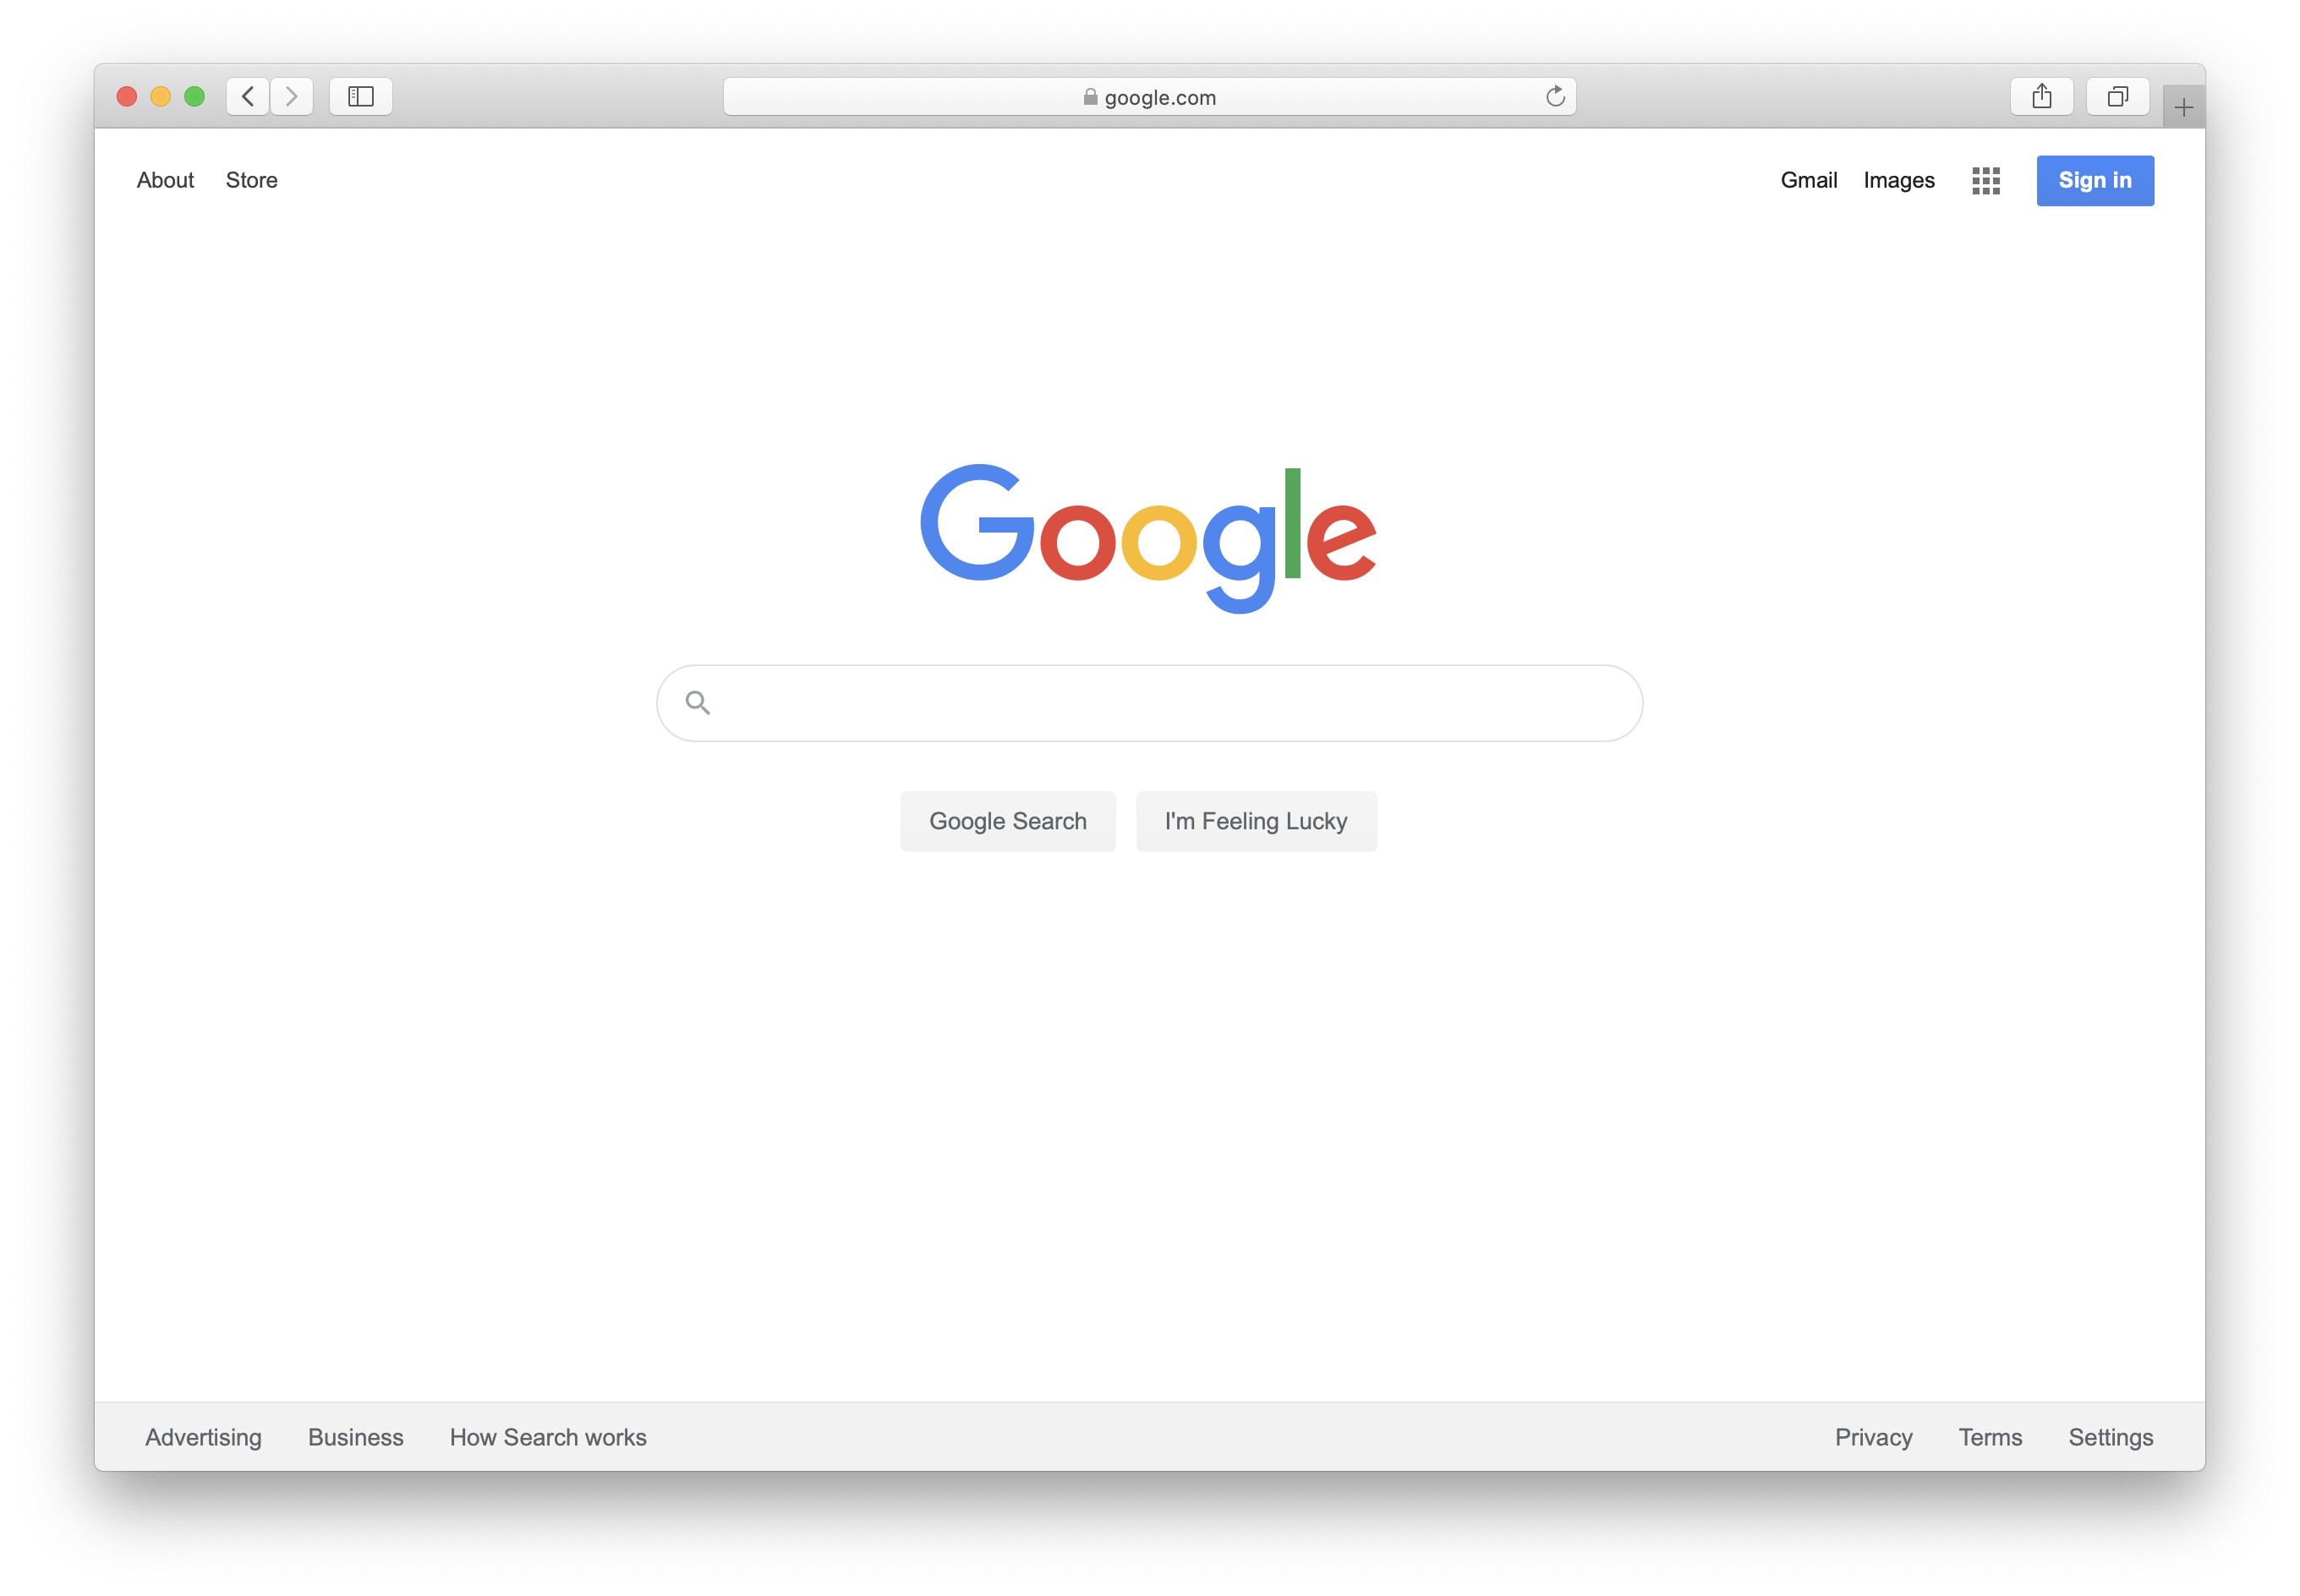 google.com
About Store Gmail Images Sign in
Google
Google Search I'm Feeling Lucky
Advertising Business How Search works Privacy Terms Settings